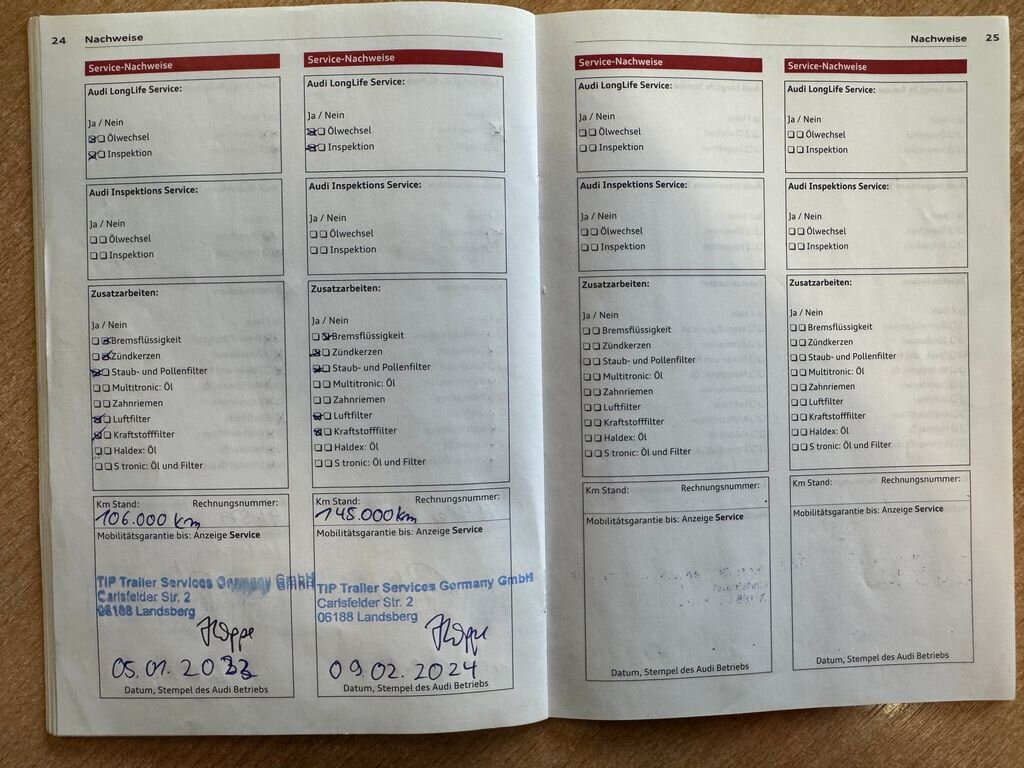 24 Nachweise
Service-Nachweise
Audi LongLife Service:
Ja / Nein
Ölwechsel
Inspektion
Audi Inspektions Service:
Ja / Nein
Ölwechsel
Inspektion
Zusatzarbeiten:
Ja / Nein
Bremsflüssigkeit
Zündkerzen
Staub- und Pollenfilter
Multitronic: Öl
Zahnriemen
Luftfilter
Kraftstofffilter
Haldex: Öl
S tronic: Öl und Filter
Km Stand: Rechnungsnummer:
106.000 km
Mobilitätsgarantie bis: Anzeige Service
TIP Trailer Services Germany GmbH
Carlsfelder Str. 2
06188 Landsberg
05.01.2023
Datum, Stempel des Audi Betriebs
Service-Nachweise
Audi LongLife Service:
Ja / Nein
Ölwechsel
Inspektion
Audi Inspektions Service:
Ja / Nein
Ölwechsel
Inspektion
Zusatzarbeiten:
Ja / Nein
Bremsflüssigkeit
Zündkerzen
Staub- und Pollenfilter
Multitronic: Öl
Zahnriemen
Luftfilter
Kraftstofffilter
Haldex: Öl
S tronic: Öl und Filter
Km Stand: Rechnungsnummer:
145.000km
Mobilitätsgarantie bis: Anzeige Service
TIP Trailer Services Germany GmbH
Carlsfelder Str. 2
06188 Landsberg
09.02.2024
Datum, Stempel des Audi Betriebs
Nachweise 25
Service-Nachweise
Audi LongLife Service:
Ja / Nein
Ölwechsel
Inspektion
Audi Inspektions Service:
Ja / Nein
Ölwechsel
Inspektion
Zusatzarbeiten:
Ja / Nein
Bremsflüssigkeit
Zündkerzen
Staub- und Pollenfilter
Multitronic: Öl
Zahnriemen
Luftfilter
Kraftstofffilter
Haldex: Öl
S tronic: Öl und Filter
Km Stand: Rechnungsnummer:
Mobilitätsgarantie bis: Anzeige Service
Datum, Stempel des Audi Betriebs
Service-Nachweise
Audi LongLife Service:
Ja / Nein
Ölwechsel
Inspektion
Audi Inspektions Service:
Ja / Nein
Ölwechsel
Inspektion
Zusatzarbeiten:
Ja / Nein
Bremsflüssigkeit
Zündkerzen
Staub- und Pollenfilter
Multitronic: Öl
Zahnriemen
Luftfilter
Kraftstofffilter
Haldex: Öl
S tronic: Öl und Filter
Km Stand: Rechnungsnummer:
Mobilitätsgarantie bis: Anzeige Service
Datum, Stempel des Audi Betriebs